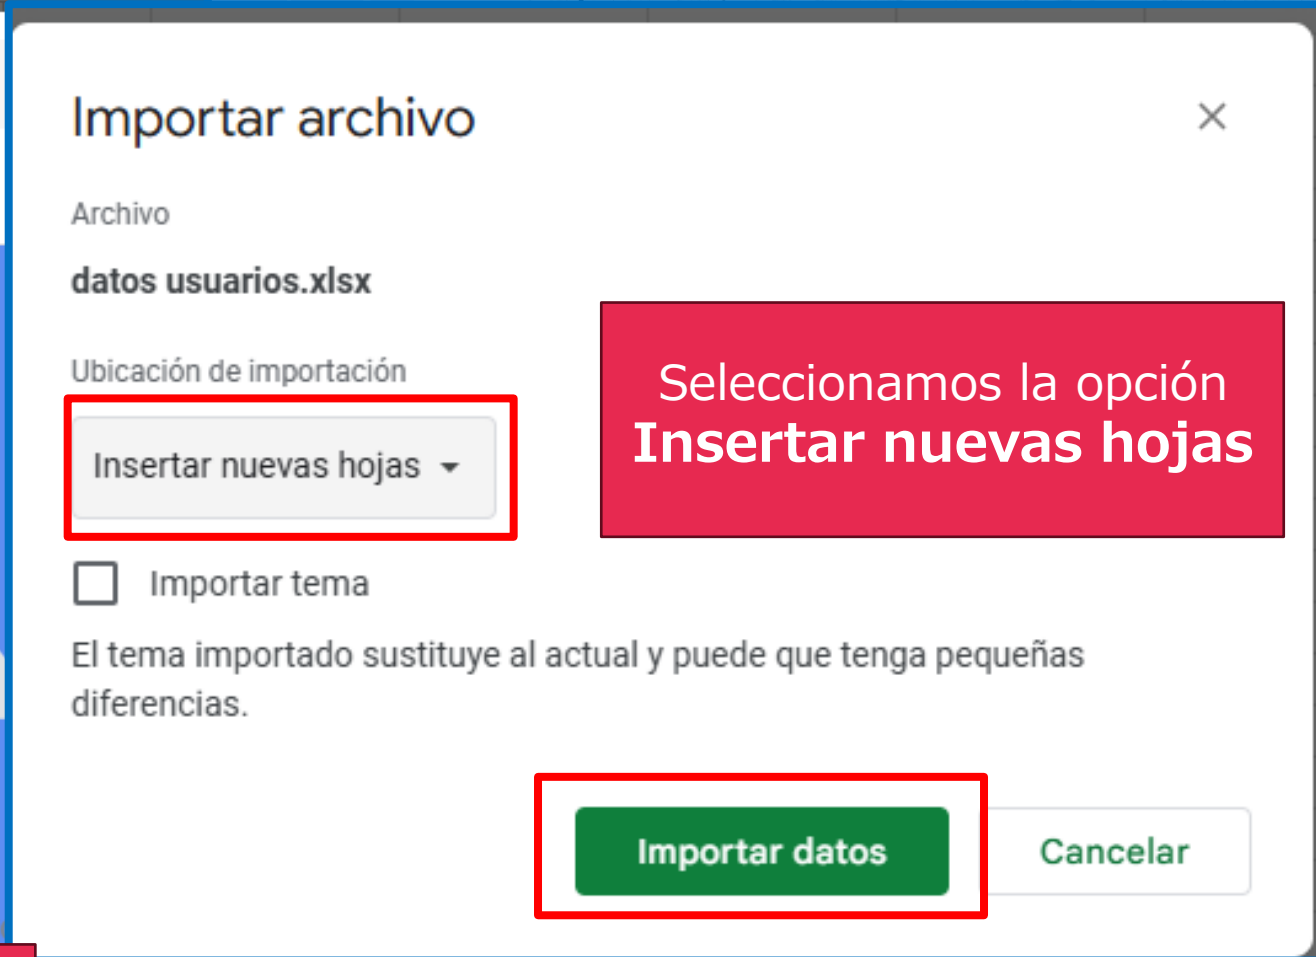 Importar archivo
Archivo
datos usuarios.xlsx
Ubicación de importación
Insertar nuevas hojas
Seleccionamos la opción
Insertar nuevas hojas
Importar tema
El tema importado sustituye al actual y puede que tenga pequeñas
diferencias.
Importar datos
Cancelar